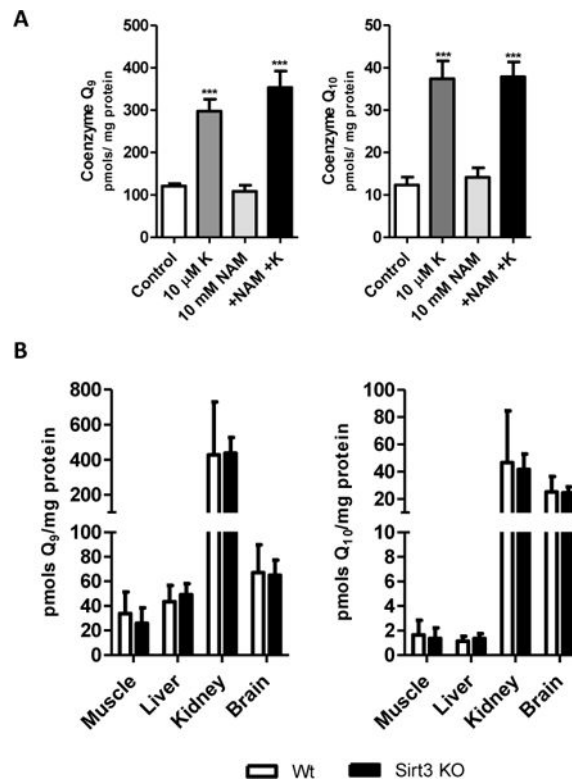 A
Coenzyme Q9
pmols/ mg protein
500
400
300
200
100
0
***
***
Control
10 µM K
10 mM NAM
+NAM +K
Coenzyme Q10
pmols/ mg protein
50
40
30
20
10
0
***
***
Control
10 µM K
10 mM NAM
+NAM +K
B
pmols Q9/mg protein
800
600
400
200
100
80
60
40
20
0
Muscle
Liver
Kidney
Brain
pmols Q10/mg protein
100
80
60
40
20
10
8
6
4
2
0
Muscle
Liver
Kidney
Brain
Wt
Sirt3 KO